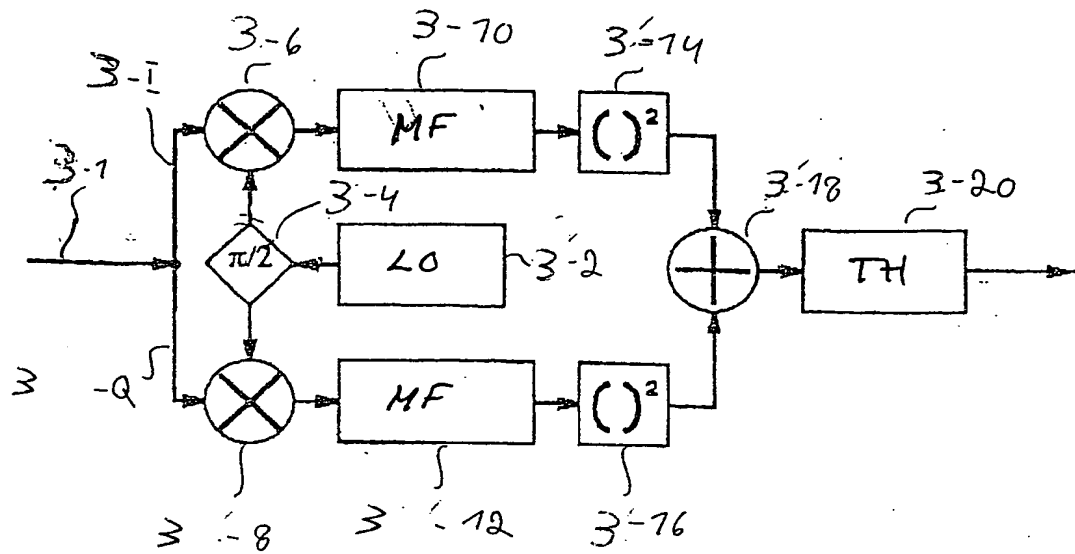 3-6
3-10
3-14
3-I
MF
( )²
3-1
3-4
3-18
3-20
π/2
LO
3-2
TH
3-Q
MF
( )²
3-8
3-12
3-16